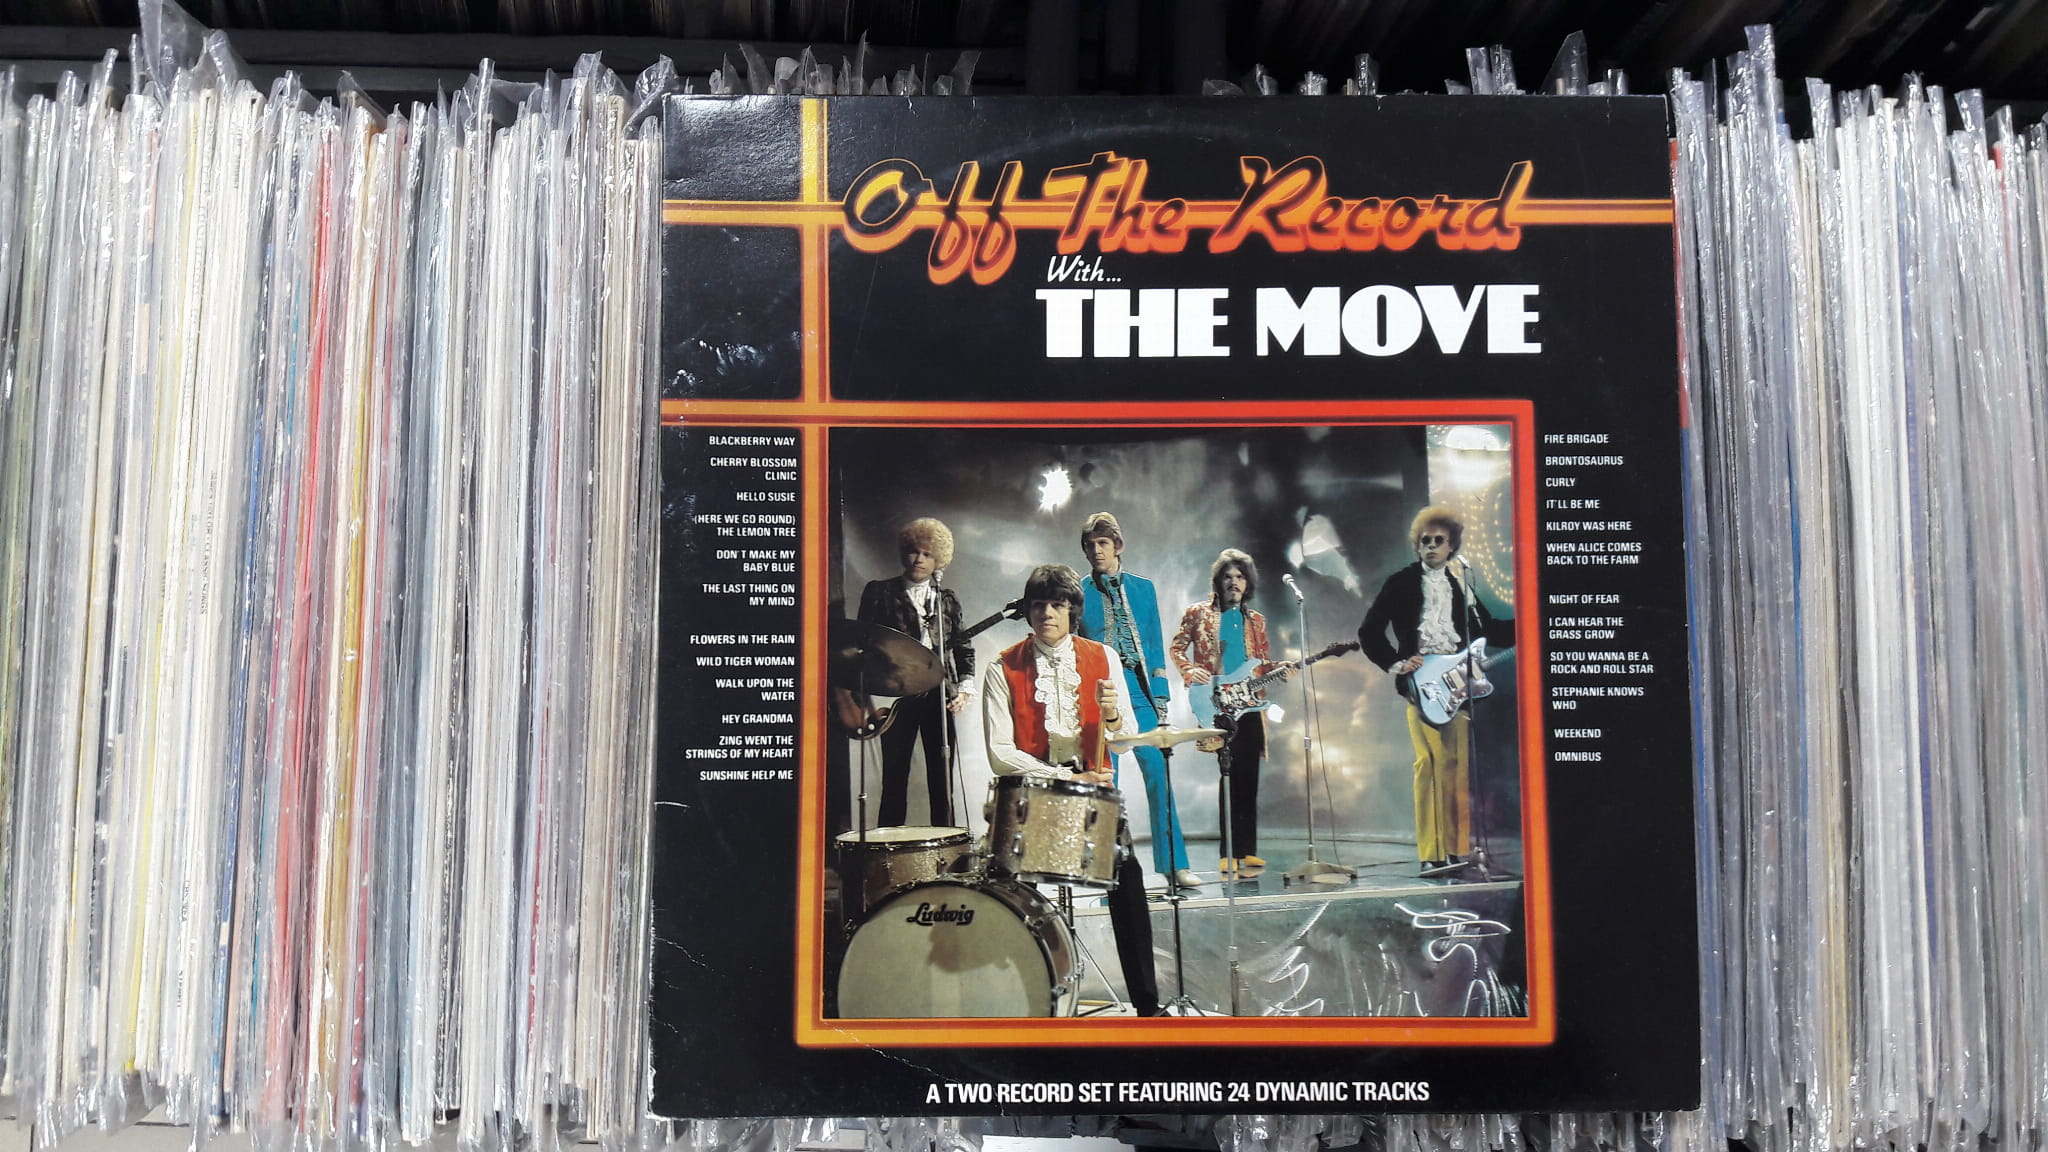 Off The Record
With...
THE MOVE
BLACKBERRY WAY
CHERRY BLOSSOM
CLINIC
HELLO SUSIE
(HERE WE GO ROUND)
THE LEMON TREE
DON'T MAKE MY
BABY BLUE
THE LAST THING ON
MY MIND
FLOWERS IN THE RAIN
WILD TIGER WOMAN
WALK UPON THE
WATER
HEY GRANDMA
ZING WENT THE
STRINGS OF MY HEART
SUNSHINE HELP ME
FIRE BRIGADE
BRONTOSAURUS
CURLY
IT'LL BE ME
KILROY WAS HERE
WHEN ALICE COMES
BACK TO THE FARM
NIGHT OF FEAR
I CAN HEAR THE
GRASS GROW
SO YOU WANNA BE A
ROCK AND ROLL STAR
STEPHANIE KNOWS
WHO
WEEKEND
OMNIBUS
Ludwig
A TWO RECORD SET FEATURING 24 DYNAMIC TRACKS